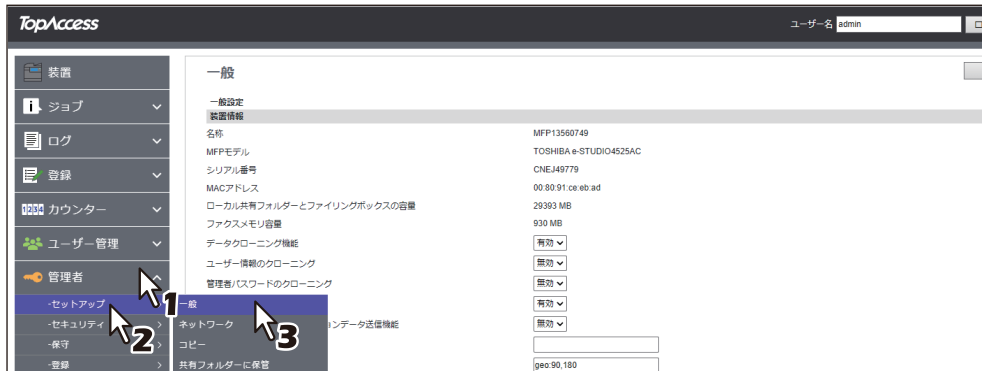 TopAccess
ユーザー名 admin
装置
ジョブ
ログ
登録
1234 カウンター
ユーザー管理
管理者
-セットアップ
-セキュリティ
-保守
-登録
1
2
一般
ネットワーク
コピー
共有フォルダーに保管
3
一般
一般設定
装置情報
名称 MFP13560749
MFPモデル TOSHIBA e-STUDIO4525AC
シリアル番号 CNEJ49779
MACアドレス 00:80:91:ce:eb:ad
ローカル共有フォルダーとファイリングボックスの容量 29393 MB
ファクスメモリ容量 930 MB
データクローニング機能 有効
ユーザー情報のクローニング 無効
管理者パスワードのクローニング 無効
有効
ョンデータ送信機能 無効
geo:90,180